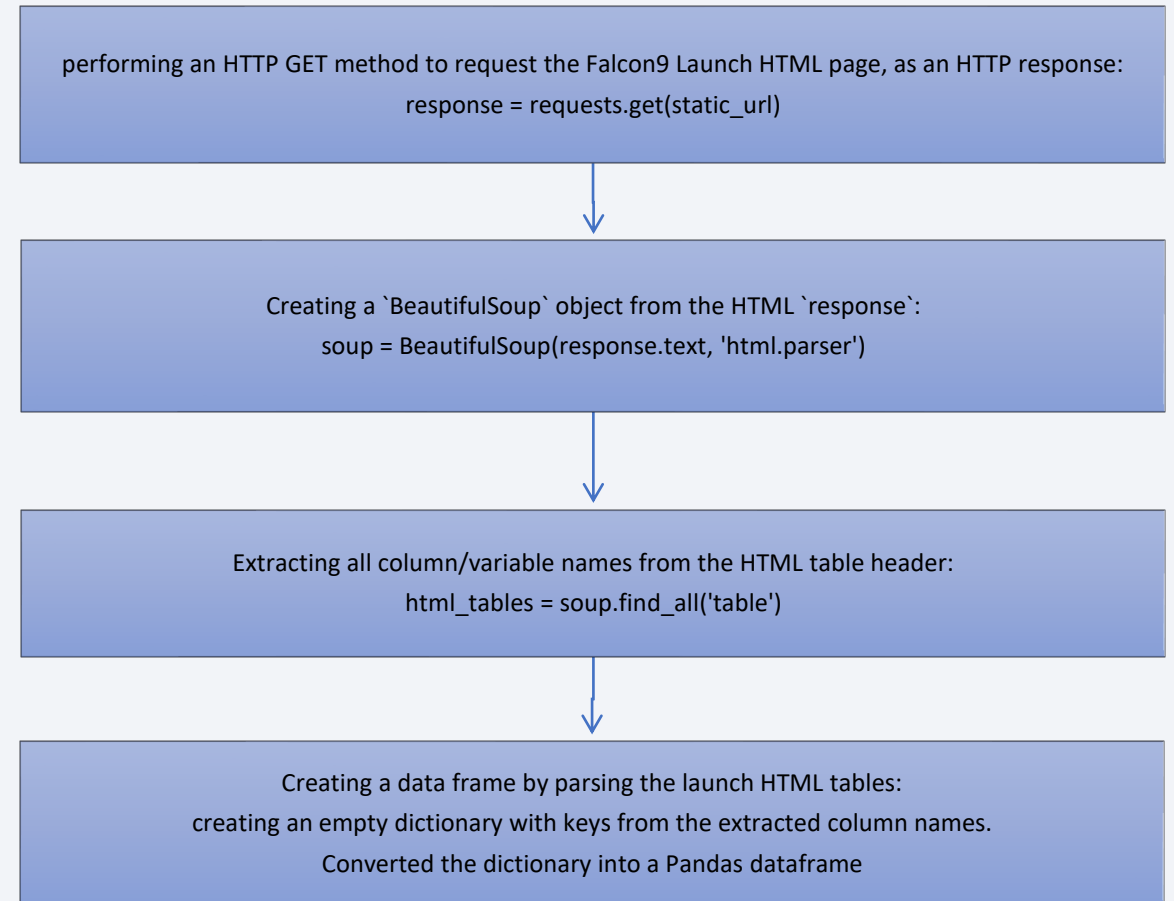 performing an HTTP GET method to request the Falcon9 Launch HTML page, as an HTTP response:
response = requests.get(static_url)
Creating a `BeautifulSoup` object from the HTML `response`:
soup = BeautifulSoup(response.text, 'html.parser')
Extracting all column/variable names from the HTML table header:
html_tables = soup.find_all('table')
Creating a data frame by parsing the launch HTML tables:
creating an empty dictionary with keys from the extracted column names.
Converted the dictionary into a Pandas dataframe